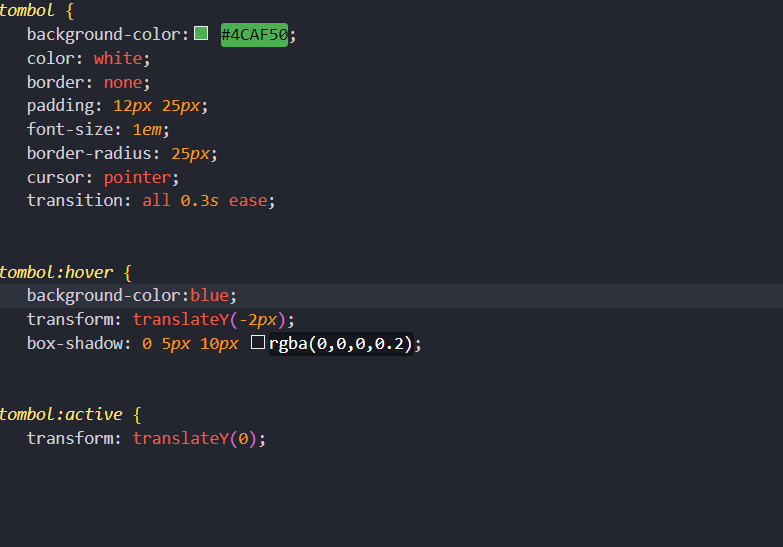 tombol {
background-color: #4CAF50;
color: white;
border: none;
padding: 12px 25px;
font-size: 1em;
border-radius: 25px;
cursor: pointer;
transition: all 0.3s ease;
tombol:hover {
background-color:blue;
transform: translateY(-2px);
box-shadow: 0 5px 10px rgba(0,0,0,0.2);
tombol:active {
transform: translateY(0);